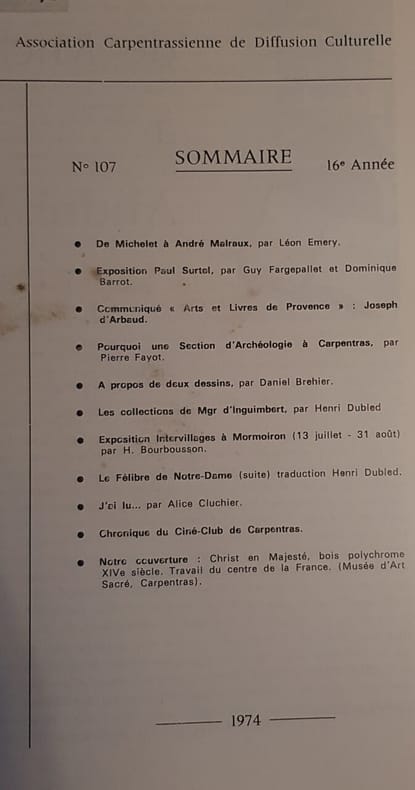 Association Carpentrassienne de Diffusion Culturelle
N° 107
SOMMAIRE
16e Année
● De Michelet à André Malraux, par Léon Emery.
● Exposition Paul Surtel, par Guy Fargepallet et Dominique
Barrot.
● Communiqué « Arts et Livres de Provence » : Joseph
d'Arbaud.
● Pourquoi une Section d'Archéologie à Carpentras, par
Pierre Fayot.
● A propos de deux dessins, par Daniel Brehier.
● Les collections de Mgr d'Inguimbert, par Henri Dubled
● Exposition Intervillages à Mormoiron (13 juillet - 31 août)
par H. Bourbousson.
● Le Félibre de Notre-Dame (suite) traduction Henri Dubled.
● J'ai lu... par Alice Cluchier.
● Chronique du Ciné-Club de Carpentras.
● Notre couverture : Christ en Majesté, bois polychrome
XIVe siècle. Travail du centre de la France. (Musée d'Art
Sacré, Carpentras).
1974